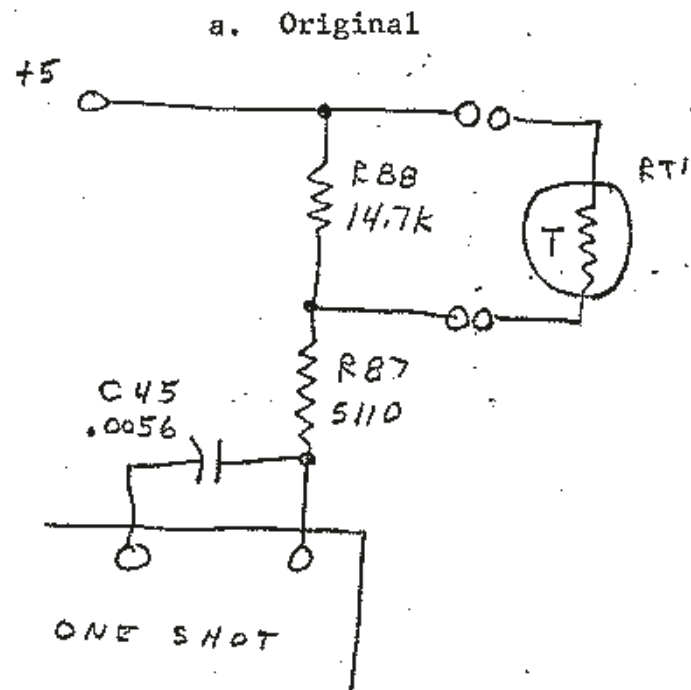 a. Original
+5
R88
14.7K
RT1
T
R87
5110
C45
.0056
ONE SHOT